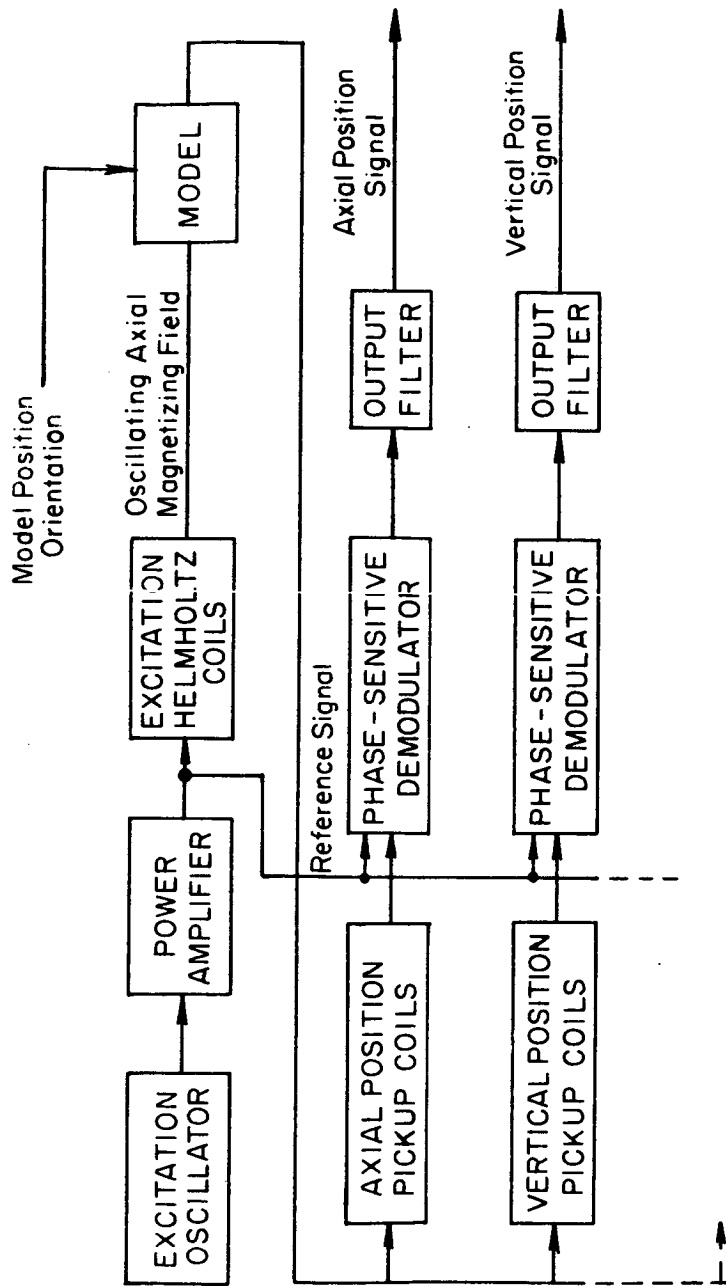 Model Position
Orientation
EXCITATION
OSCILLATOR
POWER
AMPLIFIER
EXCITATION
HELMHOLTZ
COILS
Oscillating Axial
Magnetizing Field
MODEL
Reference Signal
AXIAL POSITION
PICKUP COILS
PHASE-SENSITIVE
DEMODULATOR
OUTPUT
FILTER
Axial Position
Signal
VERTICAL POSITION
PICKUP COILS
PHASE-SENSITIVE
DEMODULATOR
OUTPUT
FILTER
Vertical Position
Signal